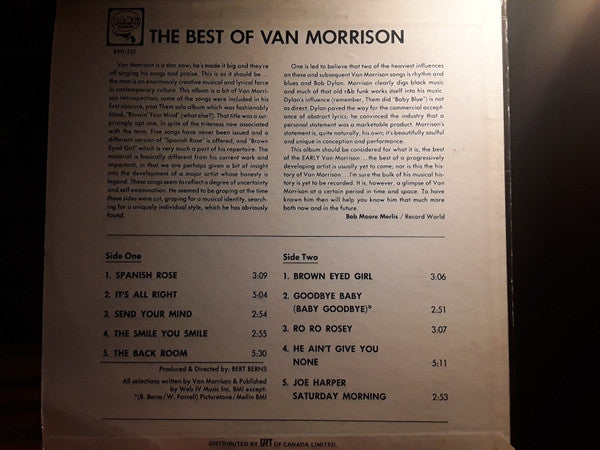 BANG
9411-222
THE BEST OF VAN MORRISON
Van Morrison is a star now; he's made it big and they're
all singing his songs and praise. This is as it should be...
the man is an enormously creative musical and lyrical force
in contemporary culture. This album is a bit of Van Morri-
son retrospection, some of the songs were included in his
first obscure, post Them solo album which was fashionably
titled, "Blowin' Your Mind" (what else?). That title was a sur-
prisingly apt one, in spite of the triteness now associated
with the term. Five songs have never been issued and a
different version of "Spanish Rose" is offered, and "Brown
Eyed Girl" which is very much a part of his repertoire. The
material is basically different from his current work and
important, in that we are perhaps given a bit of insight
into the development of a major artist whose honesty is
legend. These songs seem to reflect a degree of uncertainty
and self examination. He seemed to be groping at the time
these sides were cut, groping for a musical identity, search-
ing for a uniquely individual style, which he has obviously
found.
One is led to believe that two of the heaviest influences
on these and subsequent Van Morrison songs is rhythm and
blues and Bob Dylan. Morrison clearly digs black music
and much of that old r&b funk works itself into his music.
Dylan's influence (remember, Them did "Baby Blue") is not
as direct. Dylan paved the way for the commercial accept-
ance of abstract lyrics, he convinced the industry that a
personal statement was a marketable product. Morrison's
statement is, quite naturally, his own; it's beautifully soulful
and unique in conception and performance.
This album should be considered for what it is, the best
of the EARLY Van Morrison... the best of a progressively
developing artist is usually yet to come; nor is this the his-
tory of Van Morrison... I'm sure the bulk of his musical his-
tory is yet to be recorded. It is, however, a glimpse of Van
Morrison at a certain period in time and space. To have
known him then will help you know him that much more
both now and in the future.
Bob Moore Merlis / Record World
Side One
1. SPANISH ROSE 3:09
2. IT'S ALL RIGHT 5:04
3. SEND YOUR MIND 2:54
4. THE SMILE YOU SMILE 2:55
5. THE BACK ROOM 5:30
Produced & Directed by: BERT BERNS
All selections written by Van Morrison & Published
by Web IV Music Inc. BMI except:
*(B. Berns/W. Farrell) Picturetone/Mellin BMI
Side Two
1. BROWN EYED GIRL 3:06
2. GOODBYE BABY
(BABY GOODBYE)* 2:51
3. RO RO ROSEY 3:07
4. HE AIN'T GIVE YOU
NONE 5:11
5. JOE HARPER
SATURDAY MORNING 2:53
DISTRIBUTED BY GRT OF CANADA LIMITED,